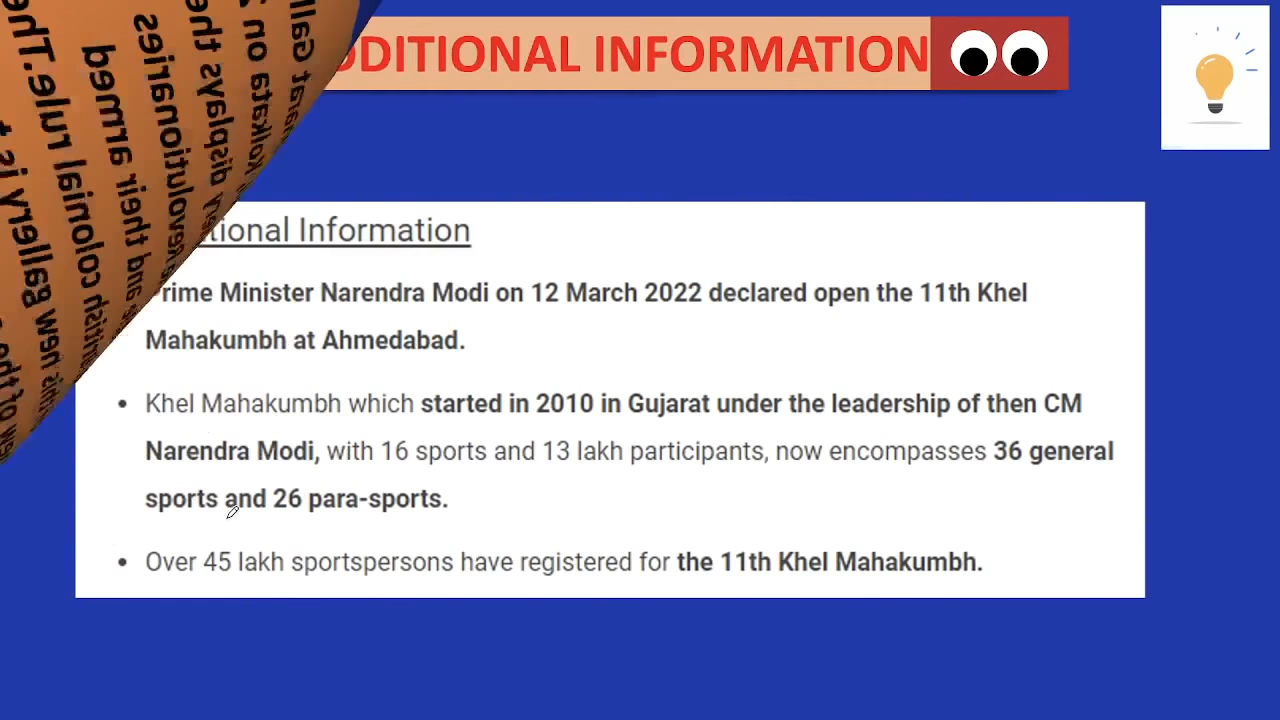 DDITIONAL INFORMATION
tional Information
Prime Minister Narendra Modi on 12 March 2022 declared open the 11th Khel
Mahakumbh at Ahmedabad.
• Khel Mahakumbh which started in 2010 in Gujarat under the leadership of then CM
Narendra Modi, with 16 sports and 13 lakh participants, now encompasses 36 general
sports and 26 para-sports.
• Over 45 lakh sportspersons have registered for the 11th Khel Mahakumbh.